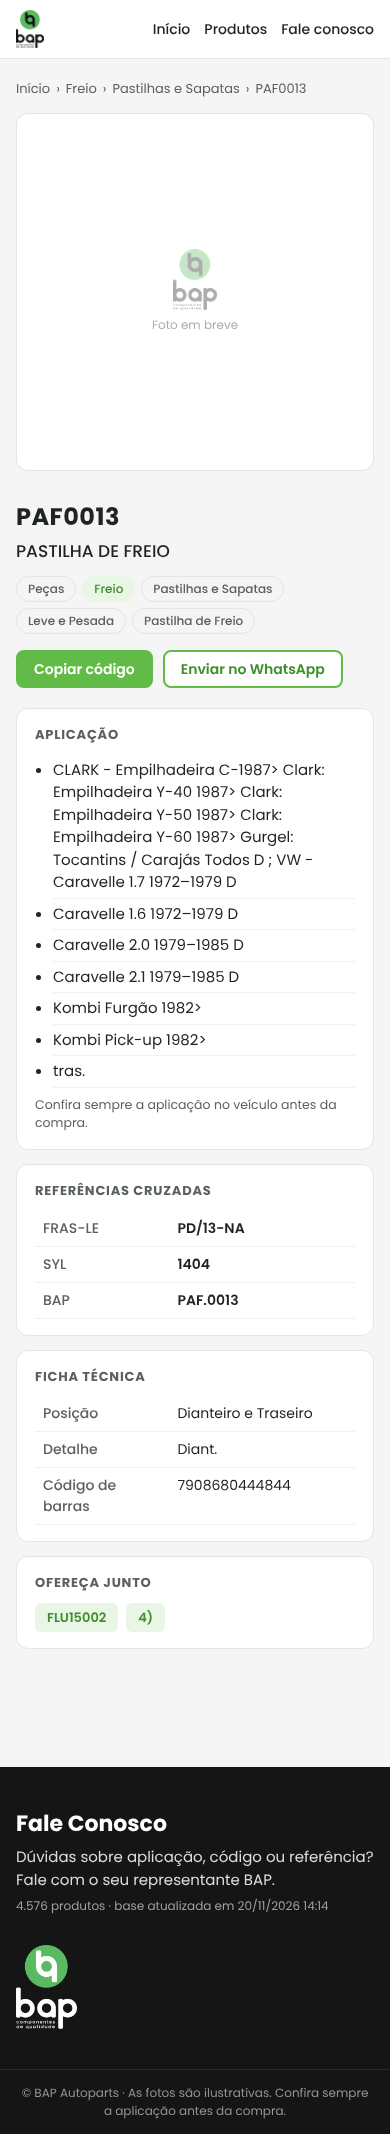 bap
Início Produtos Fale conosco
Início › Freio › Pastilhas e Sapatas › PAF0013
bap
componentes
de qualidade
Foto em breve
PAF0013
PASTILHA DE FREIO
Peças Freio Pastilhas e Sapatas
Leve e Pesada Pastilha de Freio
Copiar código Enviar no WhatsApp
APLICAÇÃO
• CLARK - Empilhadeira C-1987> Clark:
Empilhadeira Y-40 1987> Clark:
Empilhadeira Y-50 1987> Clark:
Empilhadeira Y-60 1987> Gurgel:
Tocantins / Carajás Todos D ; VW -
Caravelle 1.7 1972–1979 D
• Caravelle 1.6 1972–1979 D
• Caravelle 2.0 1979–1985 D
• Caravelle 2.1 1979–1985 D
• Kombi Furgão 1982>
• Kombi Pick-up 1982>
• tras.
Confira sempre a aplicação no veículo antes da
compra.
REFERÊNCIAS CRUZADAS
FRAS-LE PD/13-NA
SYL 1404
BAP PAF.0013
FICHA TÉCNICA
Posição Dianteiro e Traseiro
Detalhe Diant.
Código de barras 7908680444844
OFEREÇA JUNTO
FLU15002 4)
Fale Conosco
Dúvidas sobre aplicação, código ou referência?
Fale com o seu representante BAP.
4.576 produtos · base atualizada em 20/11/2026 14:14
bap
componentes
de qualidade
© BAP Autoparts · As fotos são ilustrativas. Confira sempre
a aplicação antes da compra.